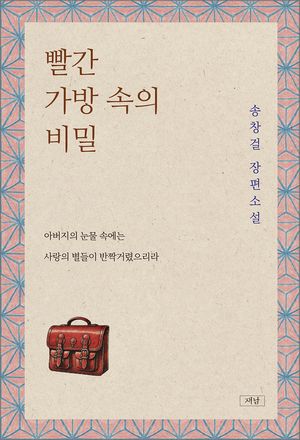 빨간
가방 속의
비밀
송창걸 장편소설
아버지의 눈물 속에는
사랑의 별들이 반짝거렸으리라
새남